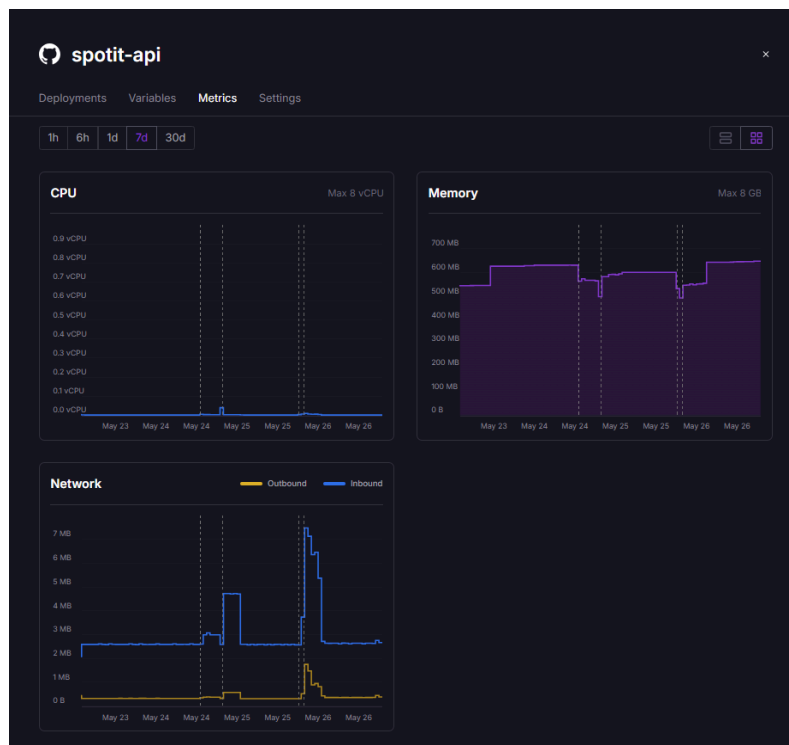 spotit-api
×
Deployments Variables Metrics Settings
1h 6h 1d 7d 30d
CPU Max 8 vCPU
0.9 vCPU
0.8 vCPU
0.7 vCPU
0.6 vCPU
0.5 vCPU
0.4 vCPU
0.3 vCPU
0.2 vCPU
0.1 vCPU
0.0 vCPU
May 23 May 24 May 24 May 25 May 25 May 26 May 26
Memory Max 8 GB
700 MB
600 MB
500 MB
400 MB
300 MB
200 MB
100 MB
0 B
May 23 May 24 May 24 May 25 May 25 May 26 May 26
Network Outbound Inbound
7 MB
6 MB
5 MB
4 MB
3 MB
2 MB
1 MB
0 B
May 23 May 24 May 24 May 25 May 25 May 26 May 26